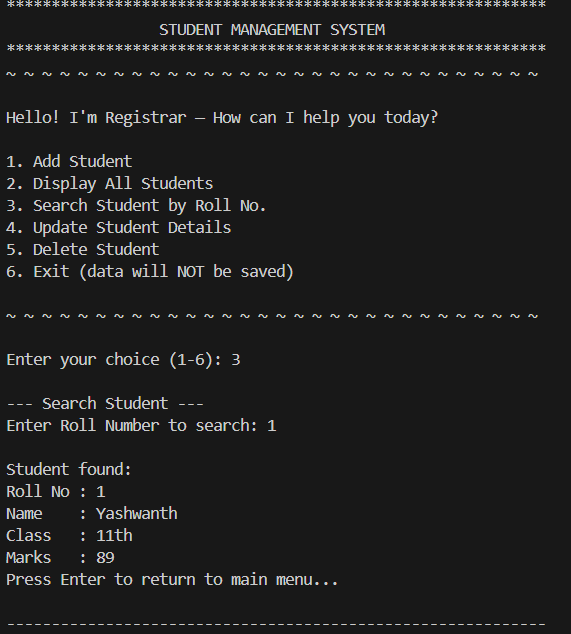 ************************************************************
STUDENT MANAGEMENT SYSTEM
************************************************************
~ ~ ~ ~ ~ ~ ~ ~ ~ ~ ~ ~ ~ ~ ~ ~ ~ ~ ~ ~ ~ ~ ~ ~ ~ ~ ~ ~ ~ ~
Hello! I'm Registrar — How can I help you today?
1. Add Student
2. Display All Students
3. Search Student by Roll No.
4. Update Student Details
5. Delete Student
6. Exit (data will NOT be saved)
~ ~ ~ ~ ~ ~ ~ ~ ~ ~ ~ ~ ~ ~ ~ ~ ~ ~ ~ ~ ~ ~ ~ ~ ~ ~ ~ ~ ~ ~
Enter your choice (1-6): 3
--- Search Student ---
Enter Roll Number to search: 1
Student found:
Roll No : 1
Name    : Yashwanth
Class   : 11th
Marks   : 89
Press Enter to return to main menu...
------------------------------------------------------------